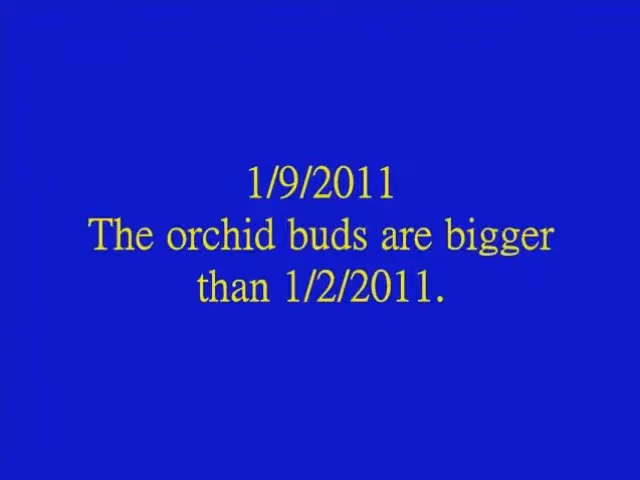 1/9/2011
The orchid buds are bigger
than 1/2/2011.